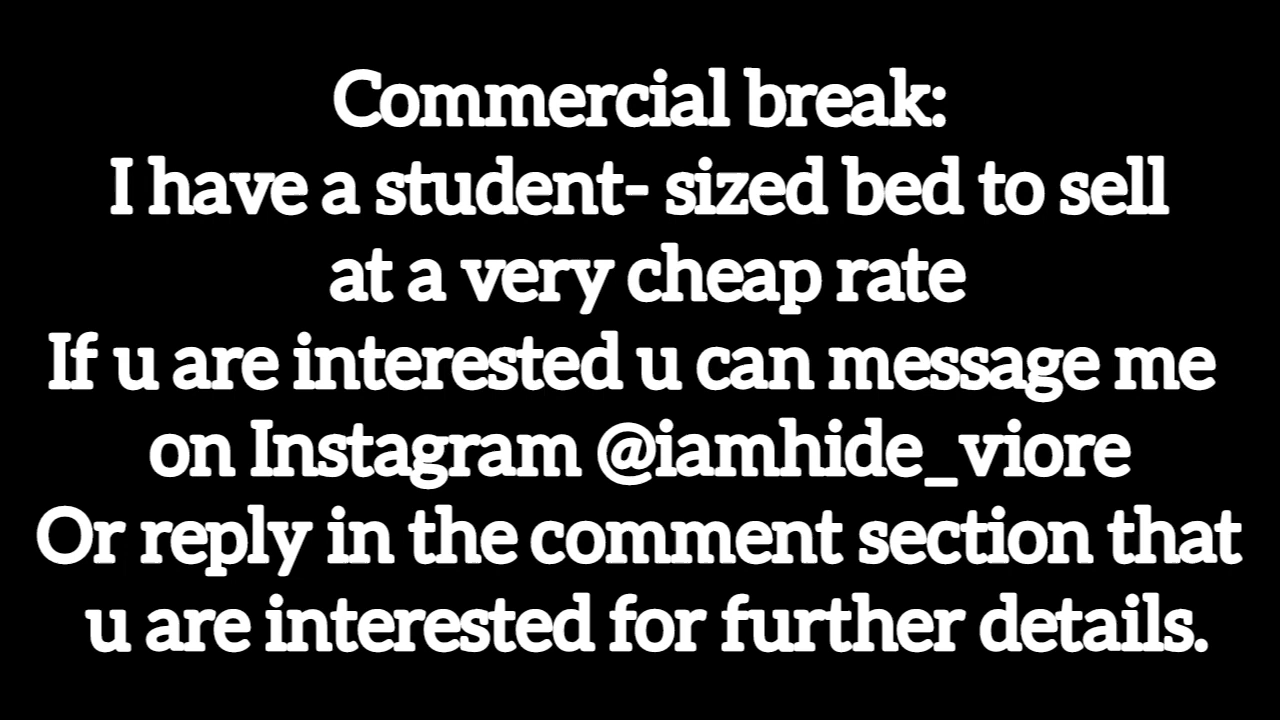 Commercial break:
I have a student- sized bed to sell
at a very cheap rate
If u are interested u can message me
on Instagram @iamhide_viore
Or reply in the comment section that
u are interested for further details.